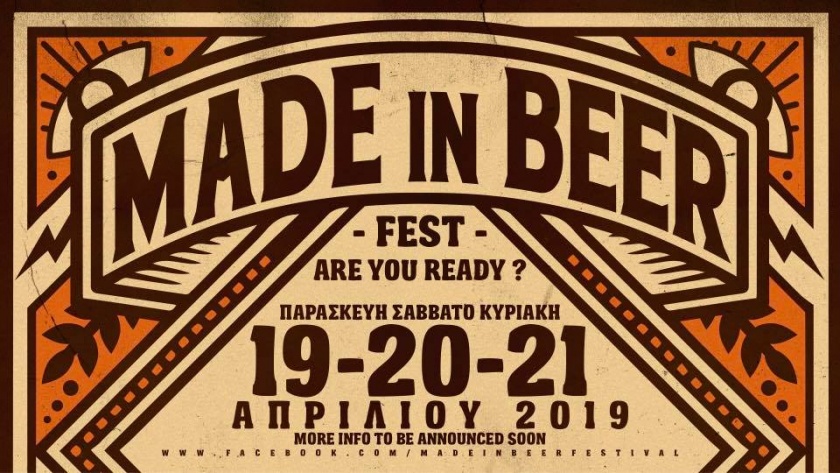 MADE IN BEER
- FEST -
ARE YOU READY ?
ΠΑΡΑΣΚΕΥΗ ΣΑΒΒΑΤΟ ΚΥΡΙΑΚΗ
19-20-21
ΑΠΡΙΛΙΟΥ 2019
MORE INFO TO BE ANNOUNCED SOON
WWW.FACEBOOK.COM/MADEINBEERFESTIVAL